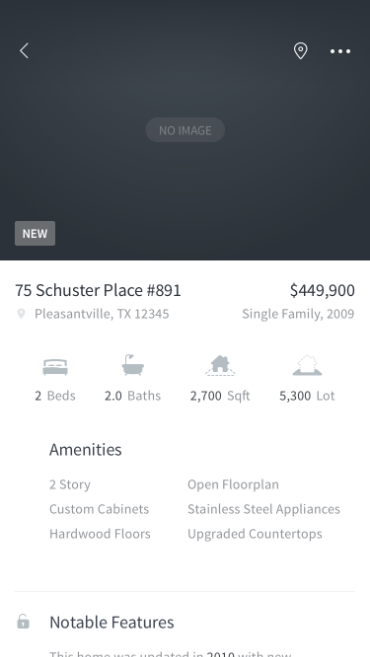 NO IMAGE
NEW
75 Schuster Place #891 $449,900
Pleasantville, TX 12345 Single Family, 2009
2 Beds 2.0 Baths 2,700 Sqft 5,300 Lot
Amenities
2 Story Open Floorplan
Custom Cabinets Stainless Steel Appliances
Hardwood Floors Upgraded Countertops
Notable Features
This home was updated in 2010 with new